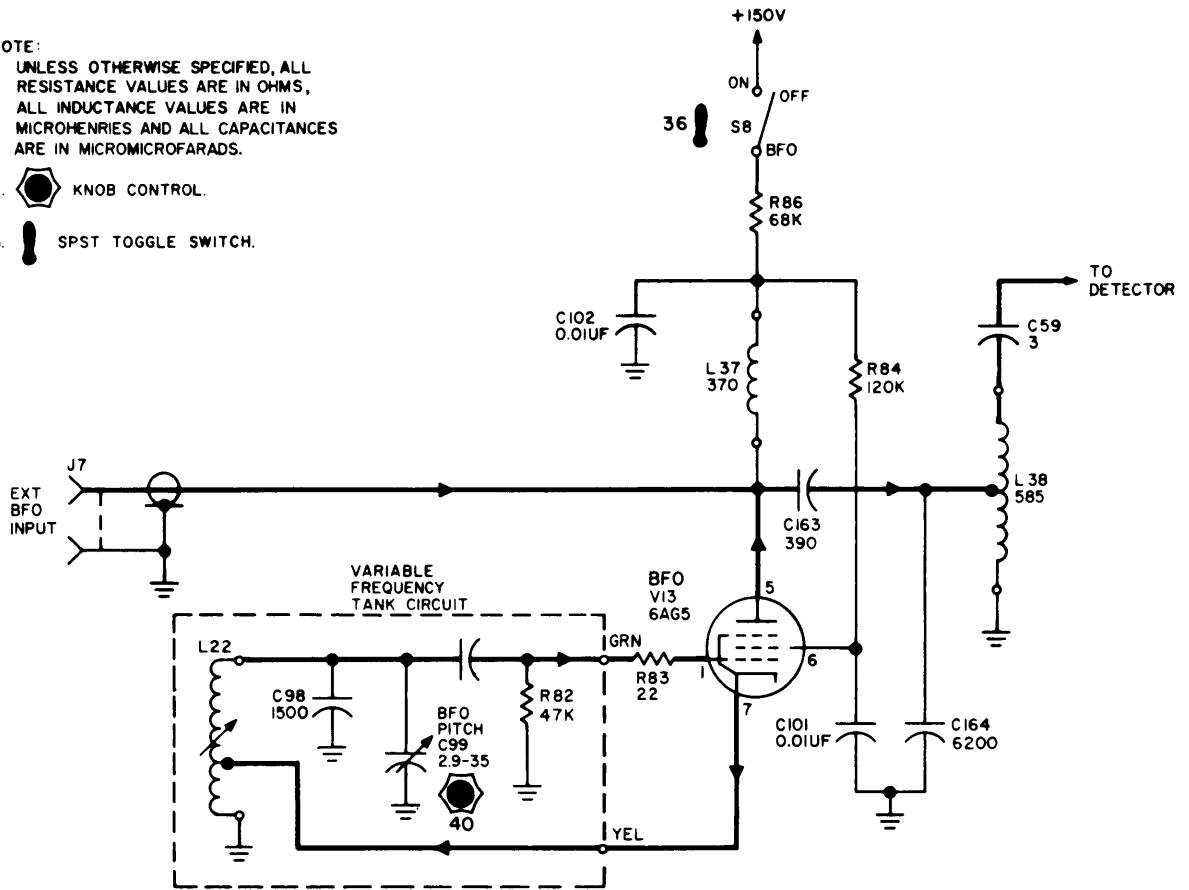 +150V
OTE:
UNLESS OTHERWISE SPECIFIED, ALL
RESISTANCE VALUES ARE IN OHMS,
ALL INDUCTANCE VALUES ARE IN
MICROHENRIES AND ALL CAPACITANCES
ARE IN MICROMICROFARADS.
KNOB CONTROL.
SPST TOGGLE SWITCH.
ON
OFF
36
S8
BFO
R86
68K
TO
DETECTOR
C102
0.01UF
C59
3
L37
370
R84
120K
J7
EXT
BFO
INPUT
L38
585
C163
390
VARIABLE
FREQUENCY
TANK CIRCUIT
BFO
V13
6AG5
5
L22
GRN
1
6
R83
22
7
C98
1500
R82
47K
BFO
PITCH
C99
2.9-35
40
C101
0.01UF
C164
6200
YEL